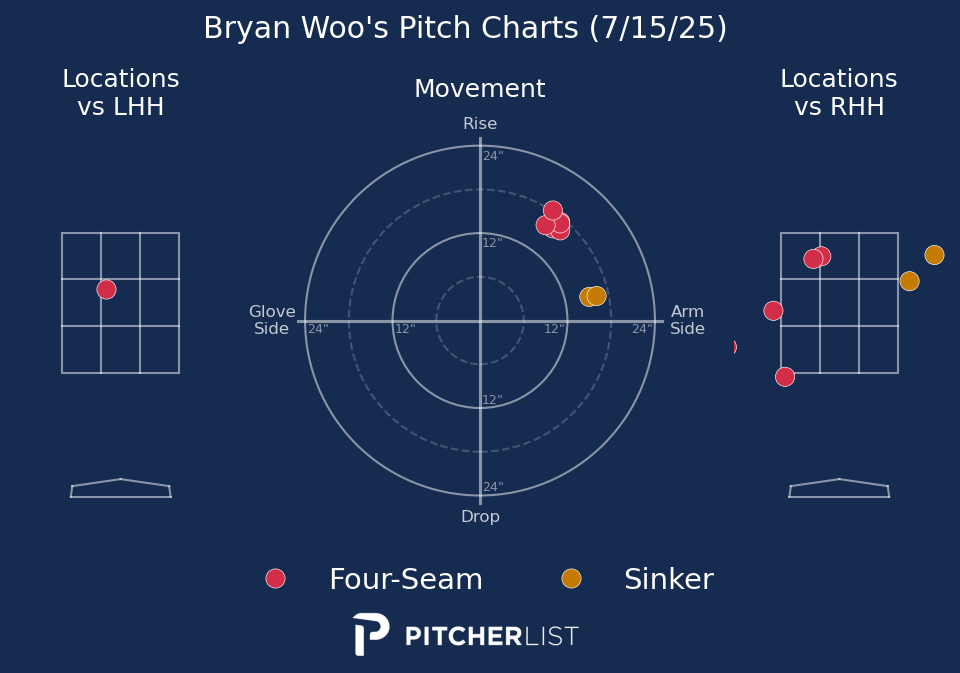 Bryan Woo's Pitch Charts (7/15/25)
Locations
vs LHH
Movement
Locations
vs RHH
Rise
24"
12"
Glove
Side
24"
12"
12"
24"
Arm
Side
12"
24"
Drop
Four-Seam
Sinker
PITCHERLIST